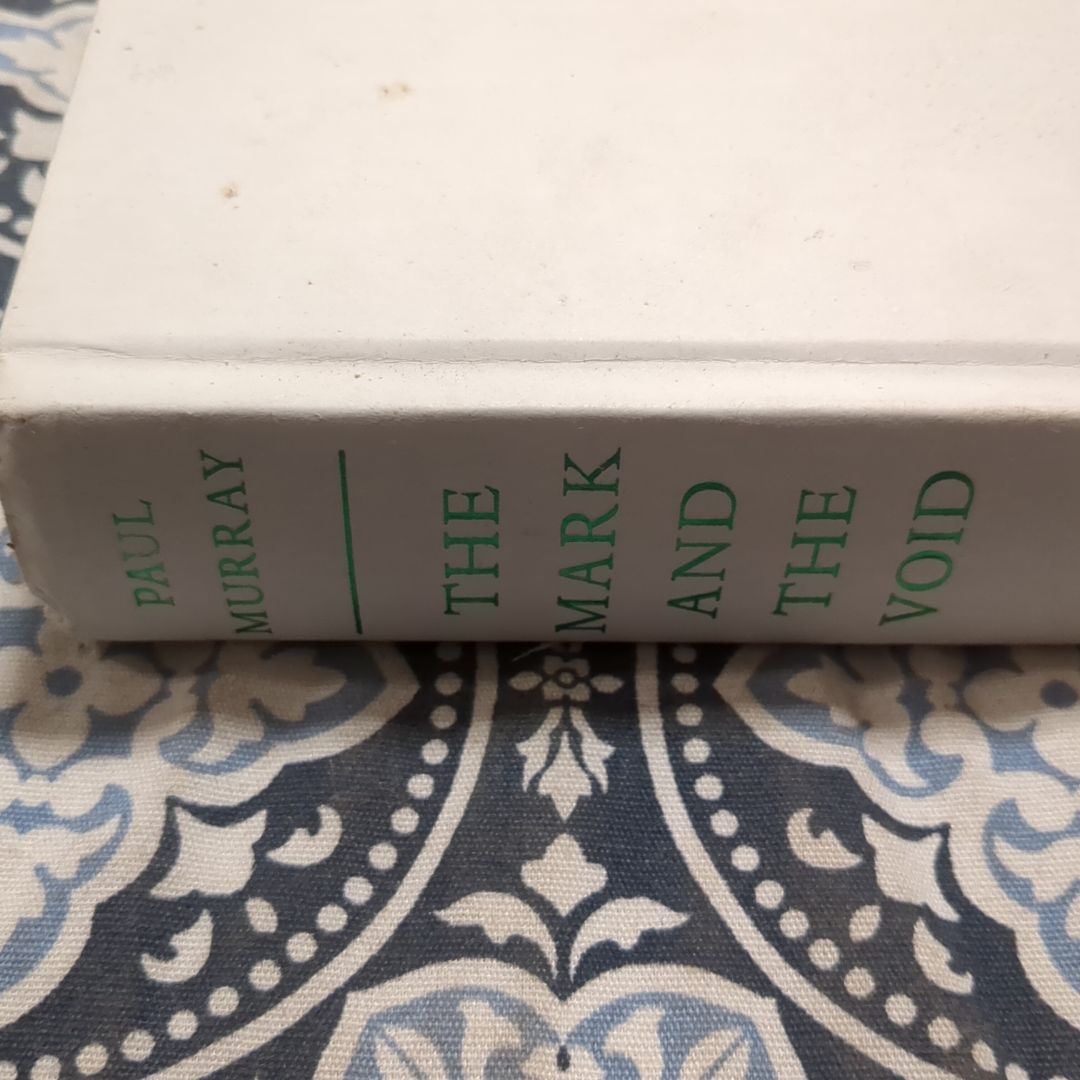 PAUL
MURRAY
THE
MARK
AND
THE
VOID